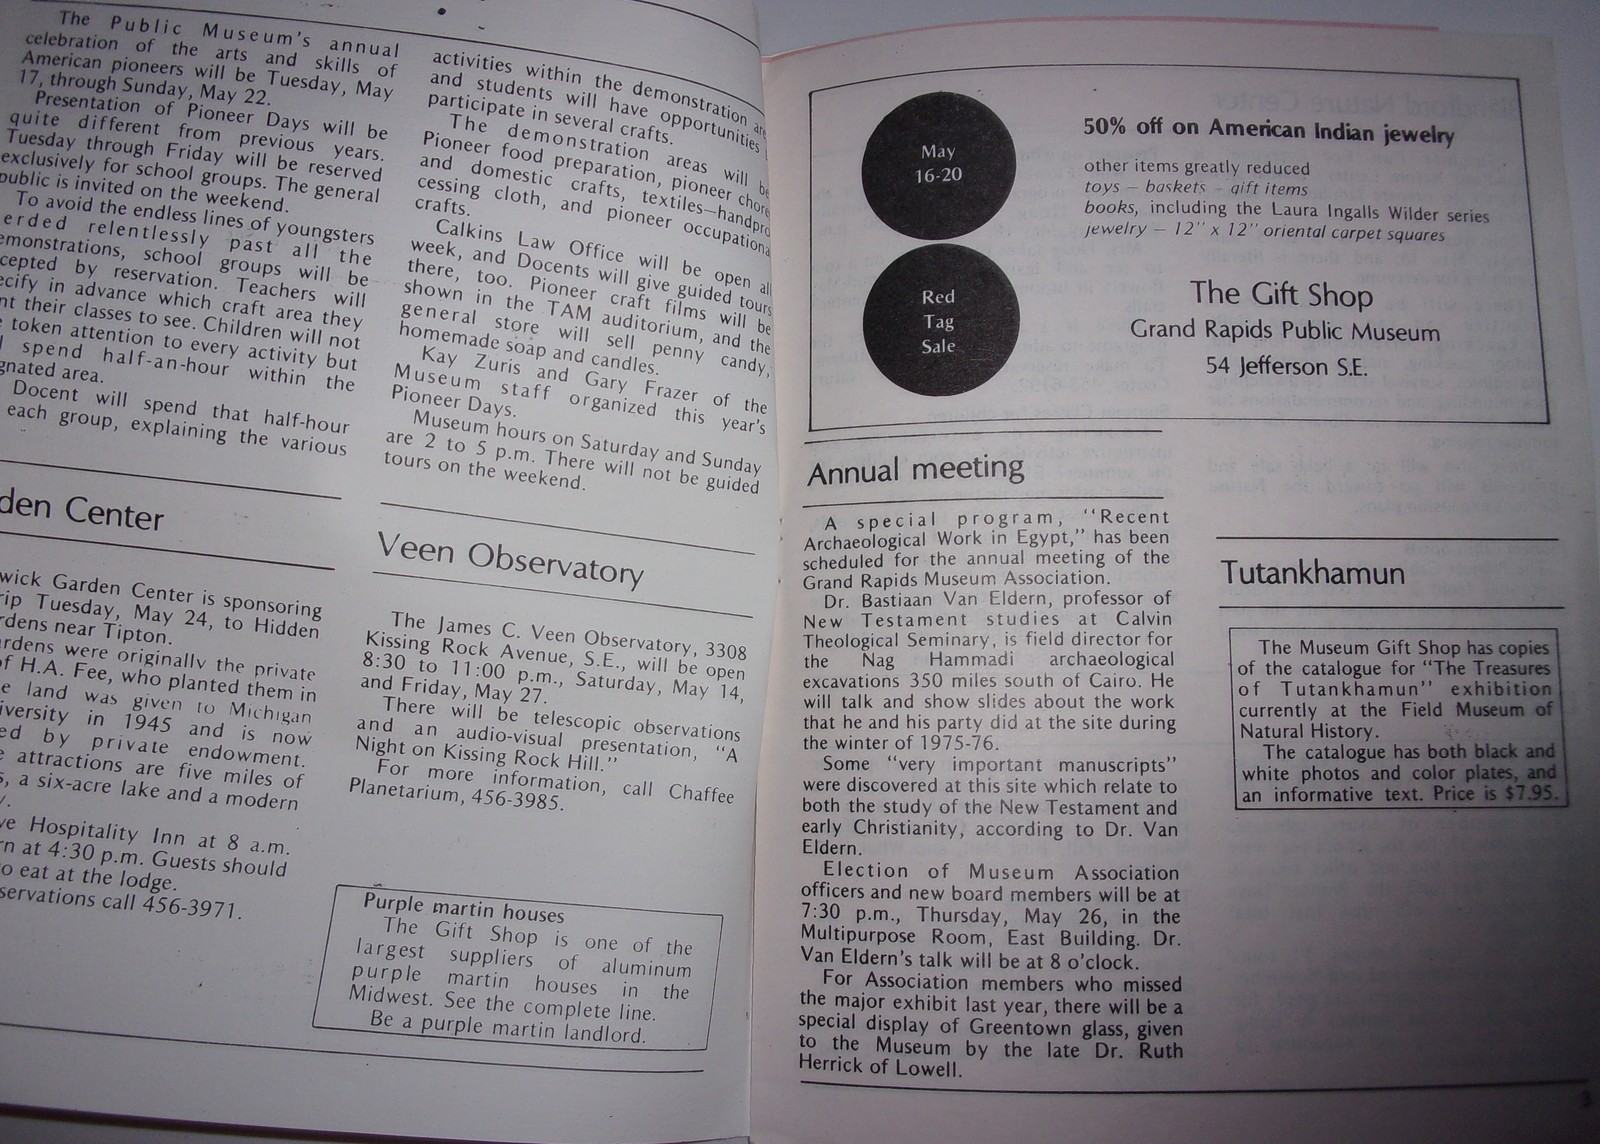 The Public Museum's annual
celebration of the arts and skills of
American pioneers will be Tuesday, May
17, through Sunday, May 22.
Presentation of Pioneer Days will be
quite different from previous years.
Tuesday through Friday will be reserved
exclusively for school groups. The general
public is invited on the weekend.
To avoid the endless lines of youngsters
erded relentlessly past all the
emonstrations, school groups will be
cepted by reservation. Teachers will
ecify in advance which craft area they
nt their classes to see. Children will not
token attention to every activity but
spend half-an-hour within the
gnated area.
Docent will spend that half-hour
each group, explaining the various
activities within the demonstration are
and students will have opportunities
participate in several crafts.
The demonstration areas will be
Pioneer food preparation, pioneer chore
and domestic crafts, textiles—handpro
cessing cloth, and pioneer occupationa
crafts.
Calkins Law Office will be open all
week, and Docents will give guided tours
there, too. Pioneer craft films will be
shown in the TAM auditorium, and the
general store will sell penny candy,
homemade soap and candles.
Kay Zuris and Gary Frazer of the
Museum staff organized this year's
Pioneer Days.
Museum hours on Saturday and Sunday
are 2 to 5 p.m. There will not be guided
tours on the weekend.
den Center
wick Garden Center is sponsoring
rip Tuesday, May 24, to Hidden
rdens near Tipton.
ardens were originally the private
of H.A. Fee, who planted them in
e land was given to Michigan
iversity in 1945 and is now
ed by private endowment.
e attractions are five miles of
s, a six-acre lake and a modern
y.
ve Hospitality Inn at 8 a.m.
rn at 4:30 p.m. Guests should
o eat at the lodge.
servations call 456-3971.
Veen Observatory
The James C. Veen Observatory, 3308
Kissing Rock Avenue, S.E., will be open
8:30 to 11:00 p.m., Saturday, May 14,
and Friday, May 27.
There will be telescopic observations
and an audio-visual presentation, "A
Night on Kissing Rock Hill."
For more information, call Chaffee
Planetarium, 456-3985.
Purple martin houses
The Gift Shop is one of the
largest suppliers of aluminum
purple martin houses in the
Midwest. See the complete line.
Be a purple martin landlord.
May
16-20
Red
Tag
Sale
50% off on American Indian jewelry
other items greatly reduced
toys — baskets - gift items
books, including the Laura Ingalls Wilder series
jewelry — 12" x 12" oriental carpet squares
The Gift Shop
Grand Rapids Public Museum
54 Jefferson S.E.
Annual meeting
A special program, "Recent
Archaeological Work in Egypt," has been
scheduled for the annual meeting of the
Grand Rapids Museum Association.
Dr. Bastiaan Van Eldern, professor of
New Testament studies at Calvin
Theological Seminary, is field director for
the Nag Hammadi archaeological
excavations 350 miles south of Cairo. He
will talk and show slides about the work
that he and his party did at the site during
the winter of 1975-76.
Some "very important manuscripts"
were discovered at this site which relate to
both the study of the New Testament and
early Christianity, according to Dr. Van
Eldern.
Election of Museum Association
officers and new board members will be at
7:30 p.m., Thursday, May 26, in the
Multipurpose Room, East Building. Dr.
Van Eldern's talk will be at 8 o'clock.
For Association members who missed
the major exhibit last year, there will be a
special display of Greentown glass, given
to the Museum by the late Dr. Ruth
Herrick of Lowell.
Tutankhamun
The Museum Gift Shop has copies
of the catalogue for "The Treasures
of Tutankhamun" exhibition
currently at the Field Museum of
Natural History.
The catalogue has both black and
white photos and color plates, and
an informative text. Price is $7.95.
3